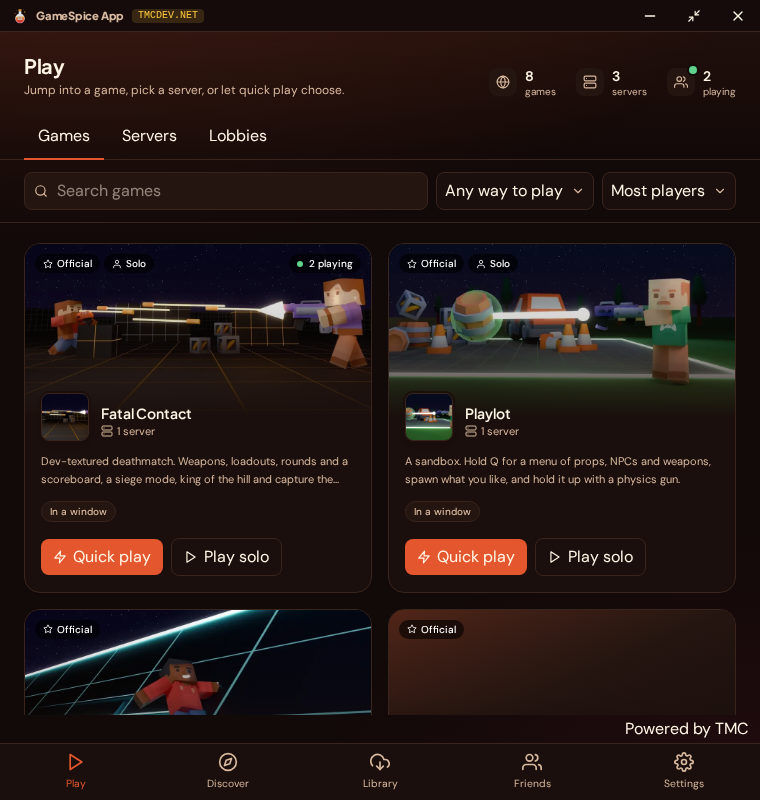 GameSpice App TMCDEV.NET
Play
Jump into a game, pick a server, or let quick play choose.
8 games
3 servers
2 playing
Games Servers Lobbies
Search games
Any way to play
Most players
Official Solo 2 playing
Fatal Contact
1 server
Dev-textured deathmatch. Weapons, loadouts, rounds and a
scoreboard, a siege mode, king of the hill and capture the...
In a window
Quick play Play solo
Official Solo
Playlot
1 server
A sandbox. Hold Q for a menu of props, NPCs and weapons,
spawn what you like, and hold it up with a physics gun.
In a window
Quick play Play solo
Official
Official
Powered by TMC
Play Discover Library Friends Settings